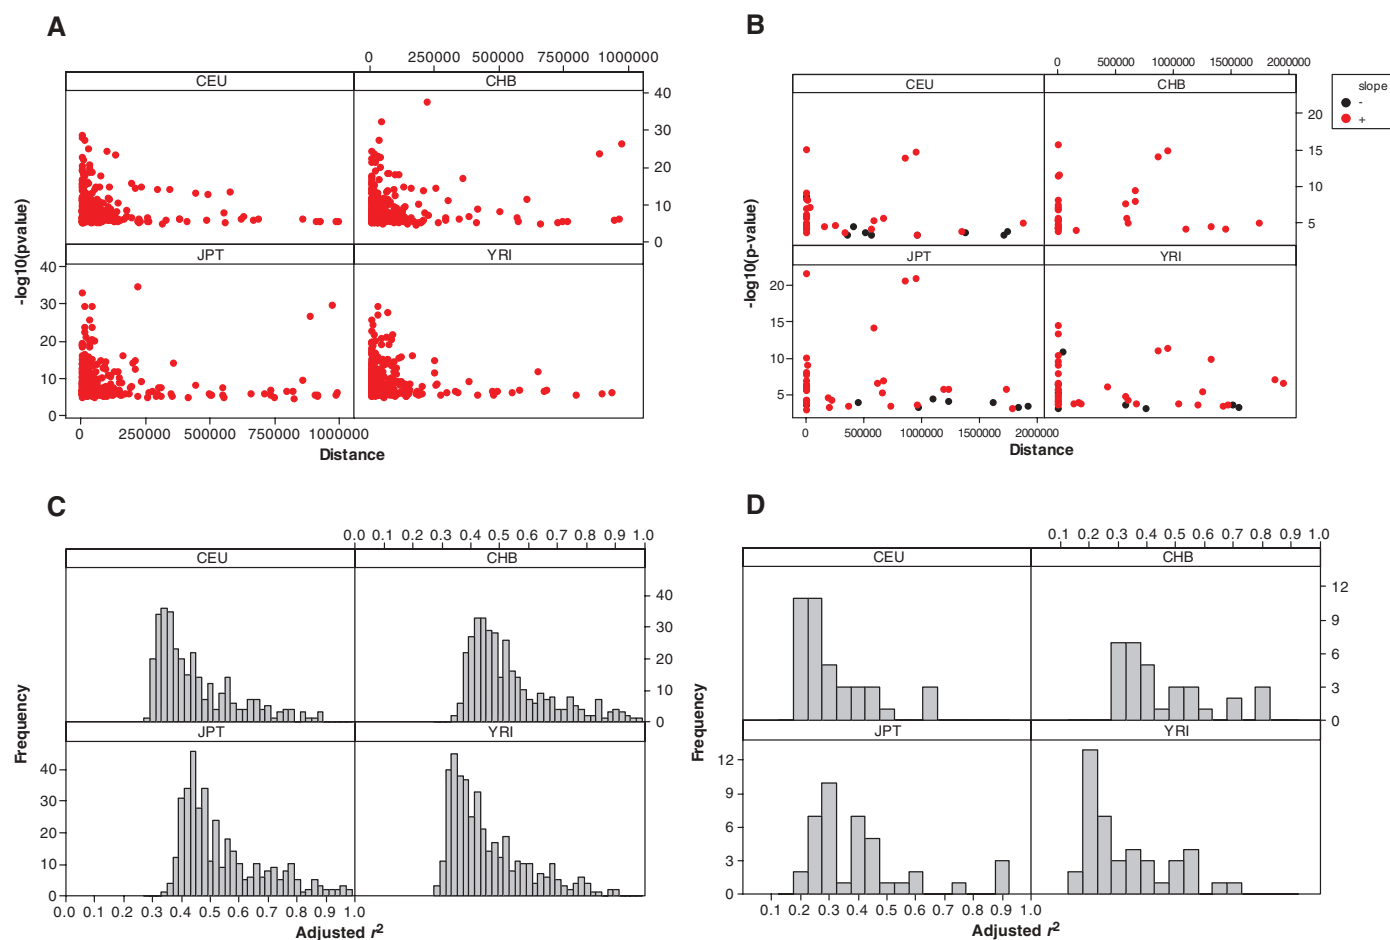 A
0 250000 500000 750000 1000000
CEU CHB
40
30
20
10
0
JPT YRI
40
30
20
10
0
0 250000 500000 750000 1000000
-log10(pvalue)
Distance
B
0 500000 1000000 1500000 2000000
CEU CHB
slope
-
+
20
15
10
5
JPT YRI
20
15
10
5
0 500000 1000000 1500000 2000000
-log10(p-value)
Distance
C
0.0 0.1 0.2 0.3 0.4 0.5 0.6 0.7 0.8 0.9 1.0
CEU CHB
40
30
20
10
0
JPT YRI
40
30
20
10
0
0.0 0.1 0.2 0.3 0.4 0.5 0.6 0.7 0.8 0.9 1.0
Frequency
Adjusted r²
D
0.1 0.2 0.3 0.4 0.5 0.6 0.7 0.8 0.9 1.0
CEU CHB
12
9
6
3
0
JPT YRI
12
9
6
3
0
0.1 0.2 0.3 0.4 0.5 0.6 0.7 0.8 0.9 1.0
Frequency
Adjusted r²